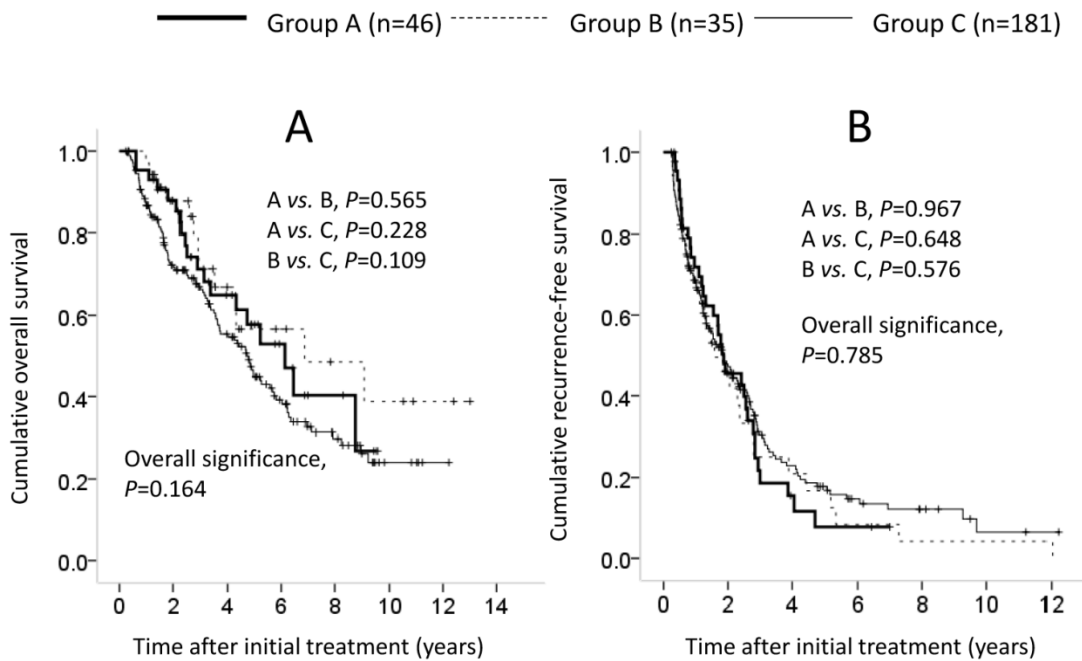 Group A (n=46) Group B (n=35) Group C (n=181)
A
Cumulative overall survival
1.0
0.8
0.6
0.4
0.2
0.0
A vs. B, P=0.565
A vs. C, P=0.228
B vs. C, P=0.109
Overall significance,
P=0.164
0 2 4 6 8 10 12 14
Time after initial treatment (years)
B
Cumulative recurrence-free survival
1.0
0.8
0.6
0.4
0.2
0.0
A vs. B, P=0.967
A vs. C, P=0.648
B vs. C, P=0.576
Overall significance,
P=0.785
0 2 4 6 8 10 12
Time after initial treatment (years)